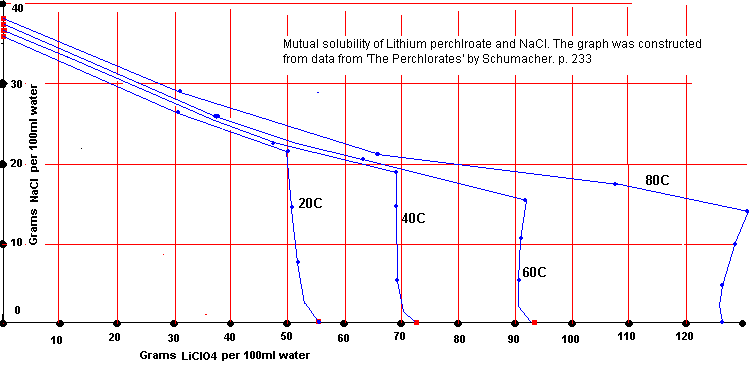 40
Mutual solubility of Lithium perchlroate and NaCl. The graph was constructed
from data from 'The Perchlorates' by Schumacher. p. 233
30
Grams NaCl per 100ml water
20
80C
20C
40C
10
60C
0
10 20 30 40 50 60 70 80 90 100 110 120
Grams LiClO4 per 100ml water